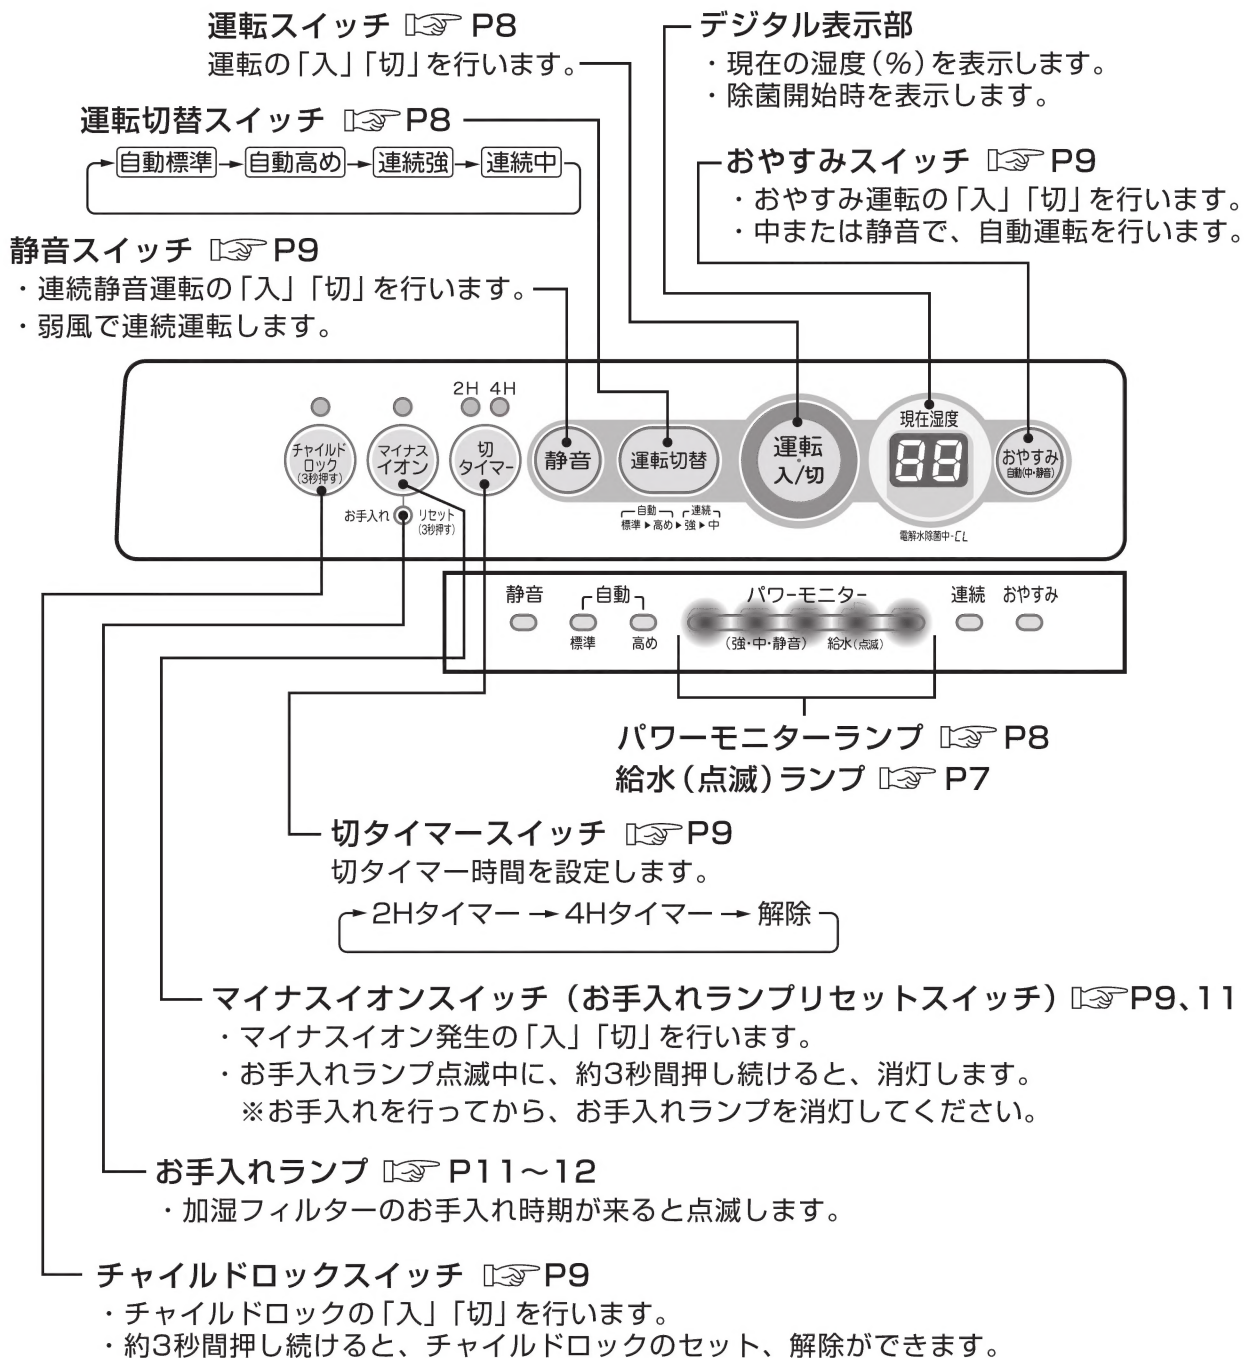 運転スイッチ ☞ P8
運転の「入」「切」を行います。
デジタル表示部
・現在の湿度(%)を表示します。
・除菌開始時を表示します。
運転切替スイッチ ☞ P8
自動標準→自動高め→連続強→連続中
おやすみスイッチ ☞ P9
・おやすみ運転の「入」「切」を行います。
・中または静音で、自動運転を行います。
静音スイッチ ☞ P9
・連続静音運転の「入」「切」を行います。
・弱風で連続運転します。
2H 4H
チャイルド
ロック
(3秒押す)
マイナス
イオン
切
タイマー
静音
運転切替
運転
入/切
現在湿度
88
おやすみ
自動(中・静音)
お手入れ
リセット
(3秒押す)
自動 連続
標準▶高め▶強▶中
電解水除菌中-CL
静音
自動
標準
高め
パワーモニター
(強・中・静音) 給水(点滅)
連続
おやすみ
パワーモニターランプ ☞ P8
給水(点滅)ランプ ☞ P7
切タイマースイッチ ☞ P9
切タイマー時間を設定します。
2Hタイマー→4Hタイマー→解除
マイナスイオンスイッチ(お手入れランプリセットスイッチ) ☞ P9、11
・マイナスイオン発生の「入」「切」を行います。
・お手入れランプ点滅中に、約3秒間押し続けると、消灯します。
※お手入れを行ってから、お手入れランプを消灯してください。
お手入れランプ ☞ P11〜12
・加湿フィルターのお手入れ時期が来ると点滅します。
チャイルドロックスイッチ ☞ P9
・チャイルドロックの「入」「切」を行います。
・約3秒間押し続けると、チャイルドロックのセット、解除ができます。